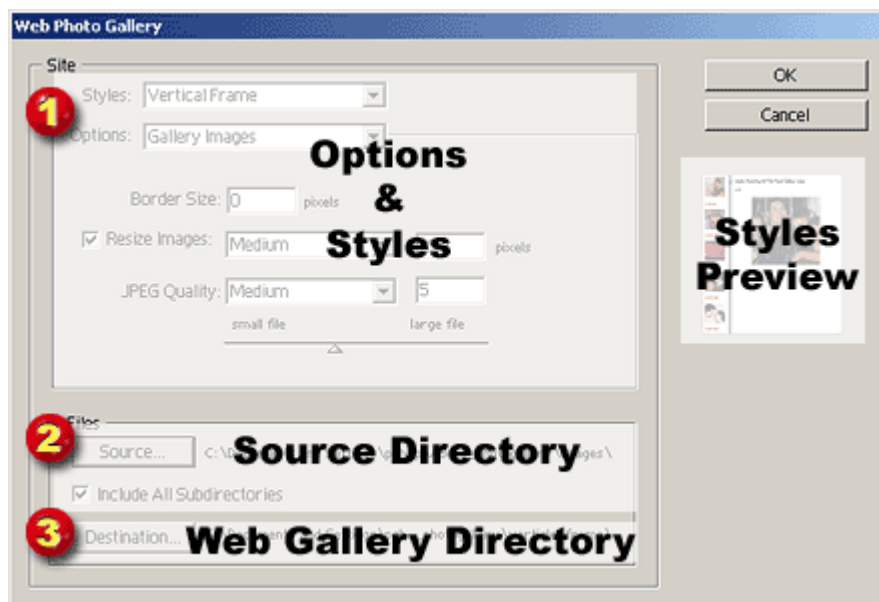 Web Photo Gallery
Site
OK
Cancel
1
Styles: Vertical Frame
Options: Gallery Images
Options
&
Styles
Border Size: 0 pixels
Resize Images: Medium pixels
JPEG Quality: Medium 5
small file large file
Styles
Preview
Files
2
Source... C:\
Source Directory
Include All Subdirectories
3
Destination...
Web Gallery Directory